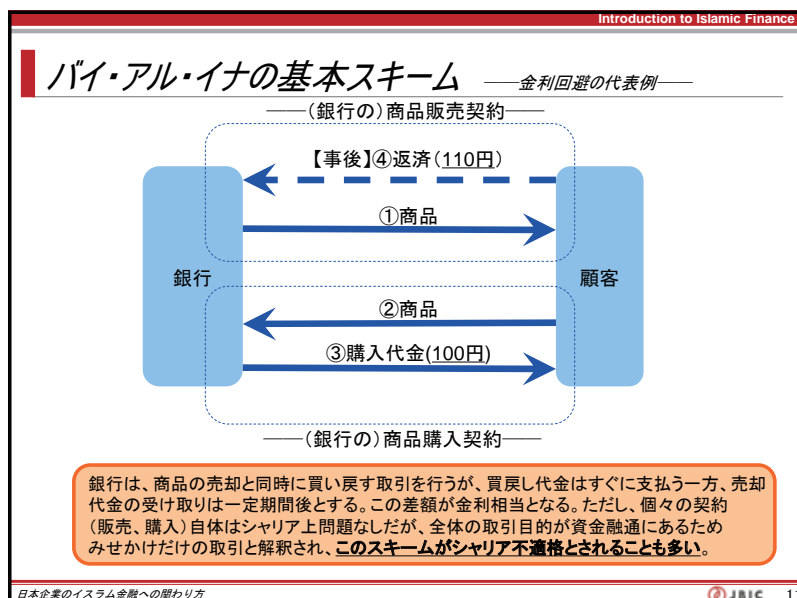 Introduction to Islamic Finance
バイ・アル・イナの基本スキーム ――金利回避の代表例――
――(銀行の)商品販売契約――
【事後】④返済(110円)
①商品
銀行
顧客
②商品
③購入代金(100円)
――(銀行の)商品購入契約――
銀行は、商品の売却と同時に買い戻す取引を行うが、買戻し代金はすぐに支払う一方、売却
代金の受け取りは一定期間後とする。この差額が金利相当となる。ただし、個々の契約
(販売、購入)自体はシャリア上問題なしだが、全体の取引目的が資金融通にあるため
みせかけだけの取引と解釈され、このスキームがシャリア不適格とされることも多い。
日本企業のイスラム金融への関わり方
JBIC